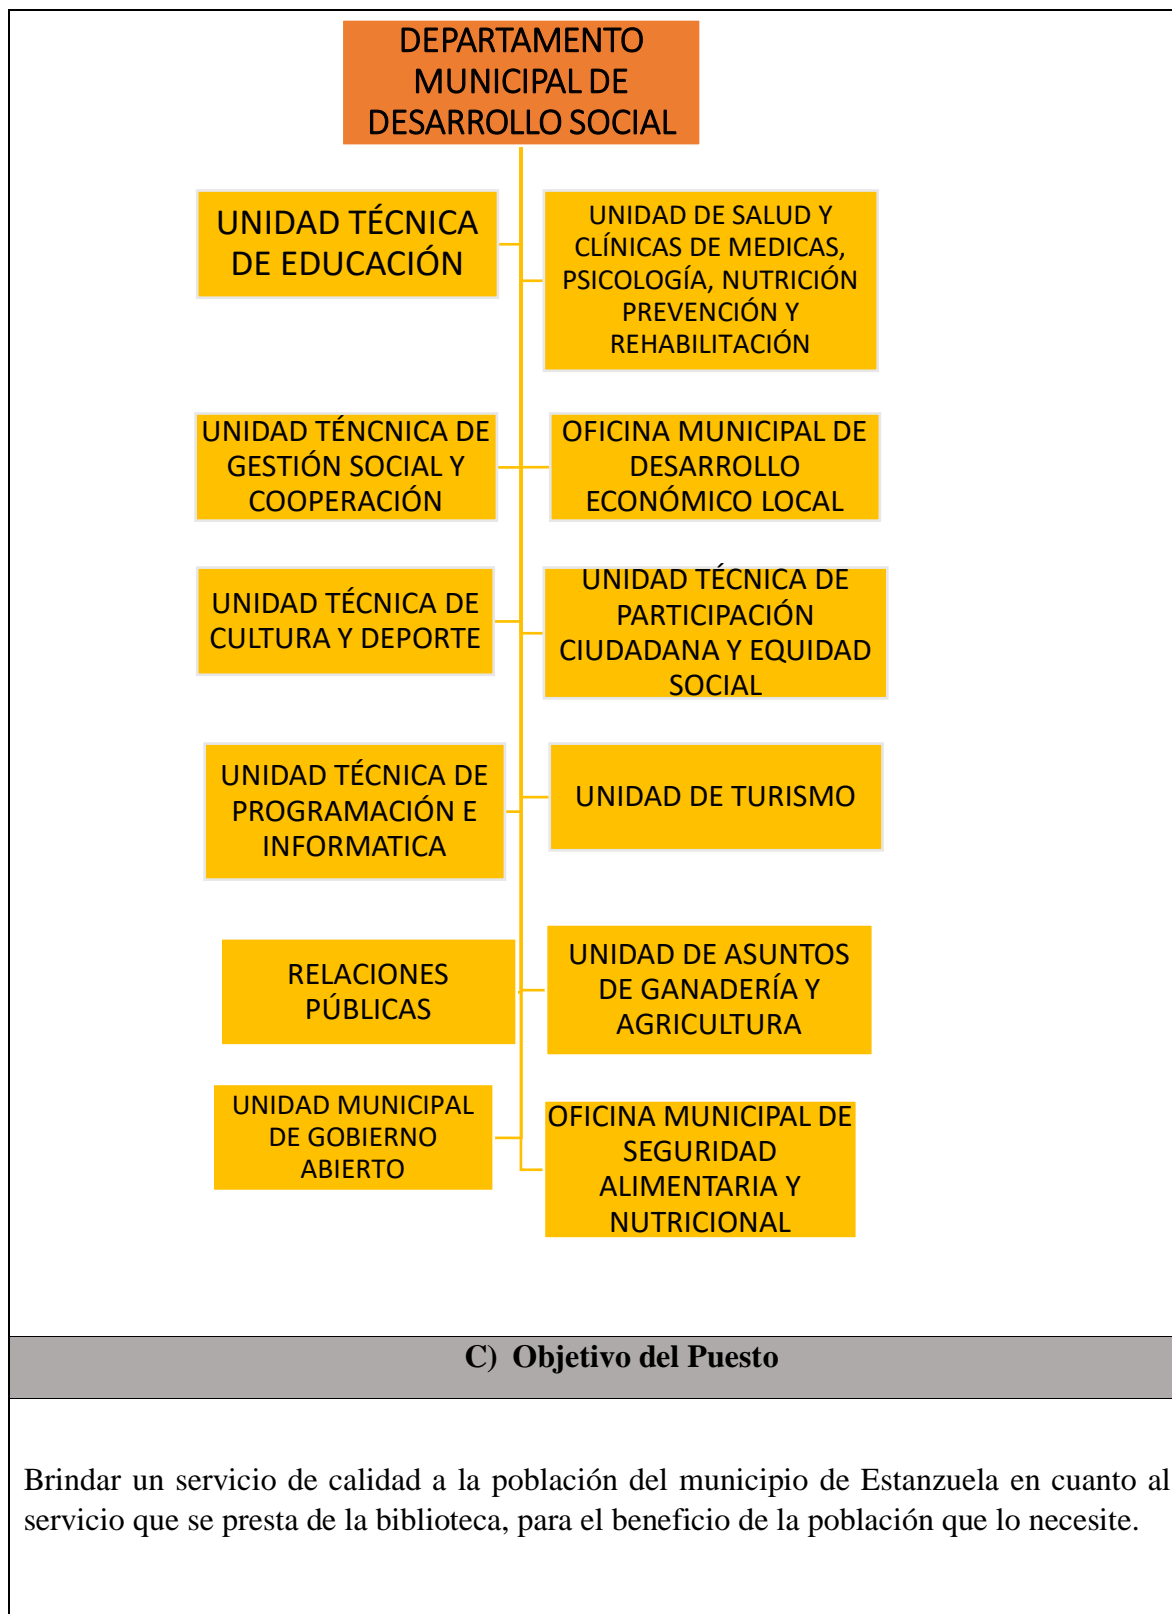 DEPARTAMENTO
MUNICIPAL DE
DESARROLLO SOCIAL
UNIDAD TÉCNICA
DE EDUCACIÓN
UNIDAD DE SALUD Y
CLÍNICAS DE MEDICAS,
PSICOLOGÍA, NUTRICIÓN
PREVENCIÓN Y
REHABILITACIÓN
UNIDAD TÉNCNICA DE
GESTIÓN SOCIAL Y
COOPERACIÓN
OFICINA MUNICIPAL DE
DESARROLLO
ECONÓMICO LOCAL
UNIDAD TÉCNICA DE
CULTURA Y DEPORTE
UNIDAD TÉCNICA DE
PARTICIPACIÓN
CIUDADANA Y EQUIDAD
SOCIAL
UNIDAD TÉCNICA DE
PROGRAMACIÓN E
INFORMATICA
UNIDAD DE TURISMO
RELACIONES
PÚBLICAS
UNIDAD DE ASUNTOS
DE GANADERÍA Y
AGRICULTURA
UNIDAD MUNICIPAL
DE GOBIERNO
ABIERTO
OFICINA MUNICIPAL DE
SEGURIDAD
ALIMENTARIA Y
NUTRICIONAL
C) Objetivo del Puesto
Brindar un servicio de calidad a la población del municipio de Estanzuela en cuanto al
servicio que se presta de la biblioteca, para el beneficio de la población que lo necesite.